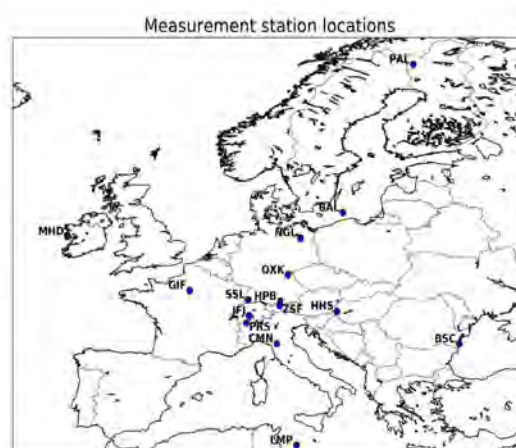 Measurement station locations
PAL
BAL
MHD
NGL
OXK
GIF
SSL
HPB
ZSF
HHS
JFJ
PRS
CMN
BSC
LMP